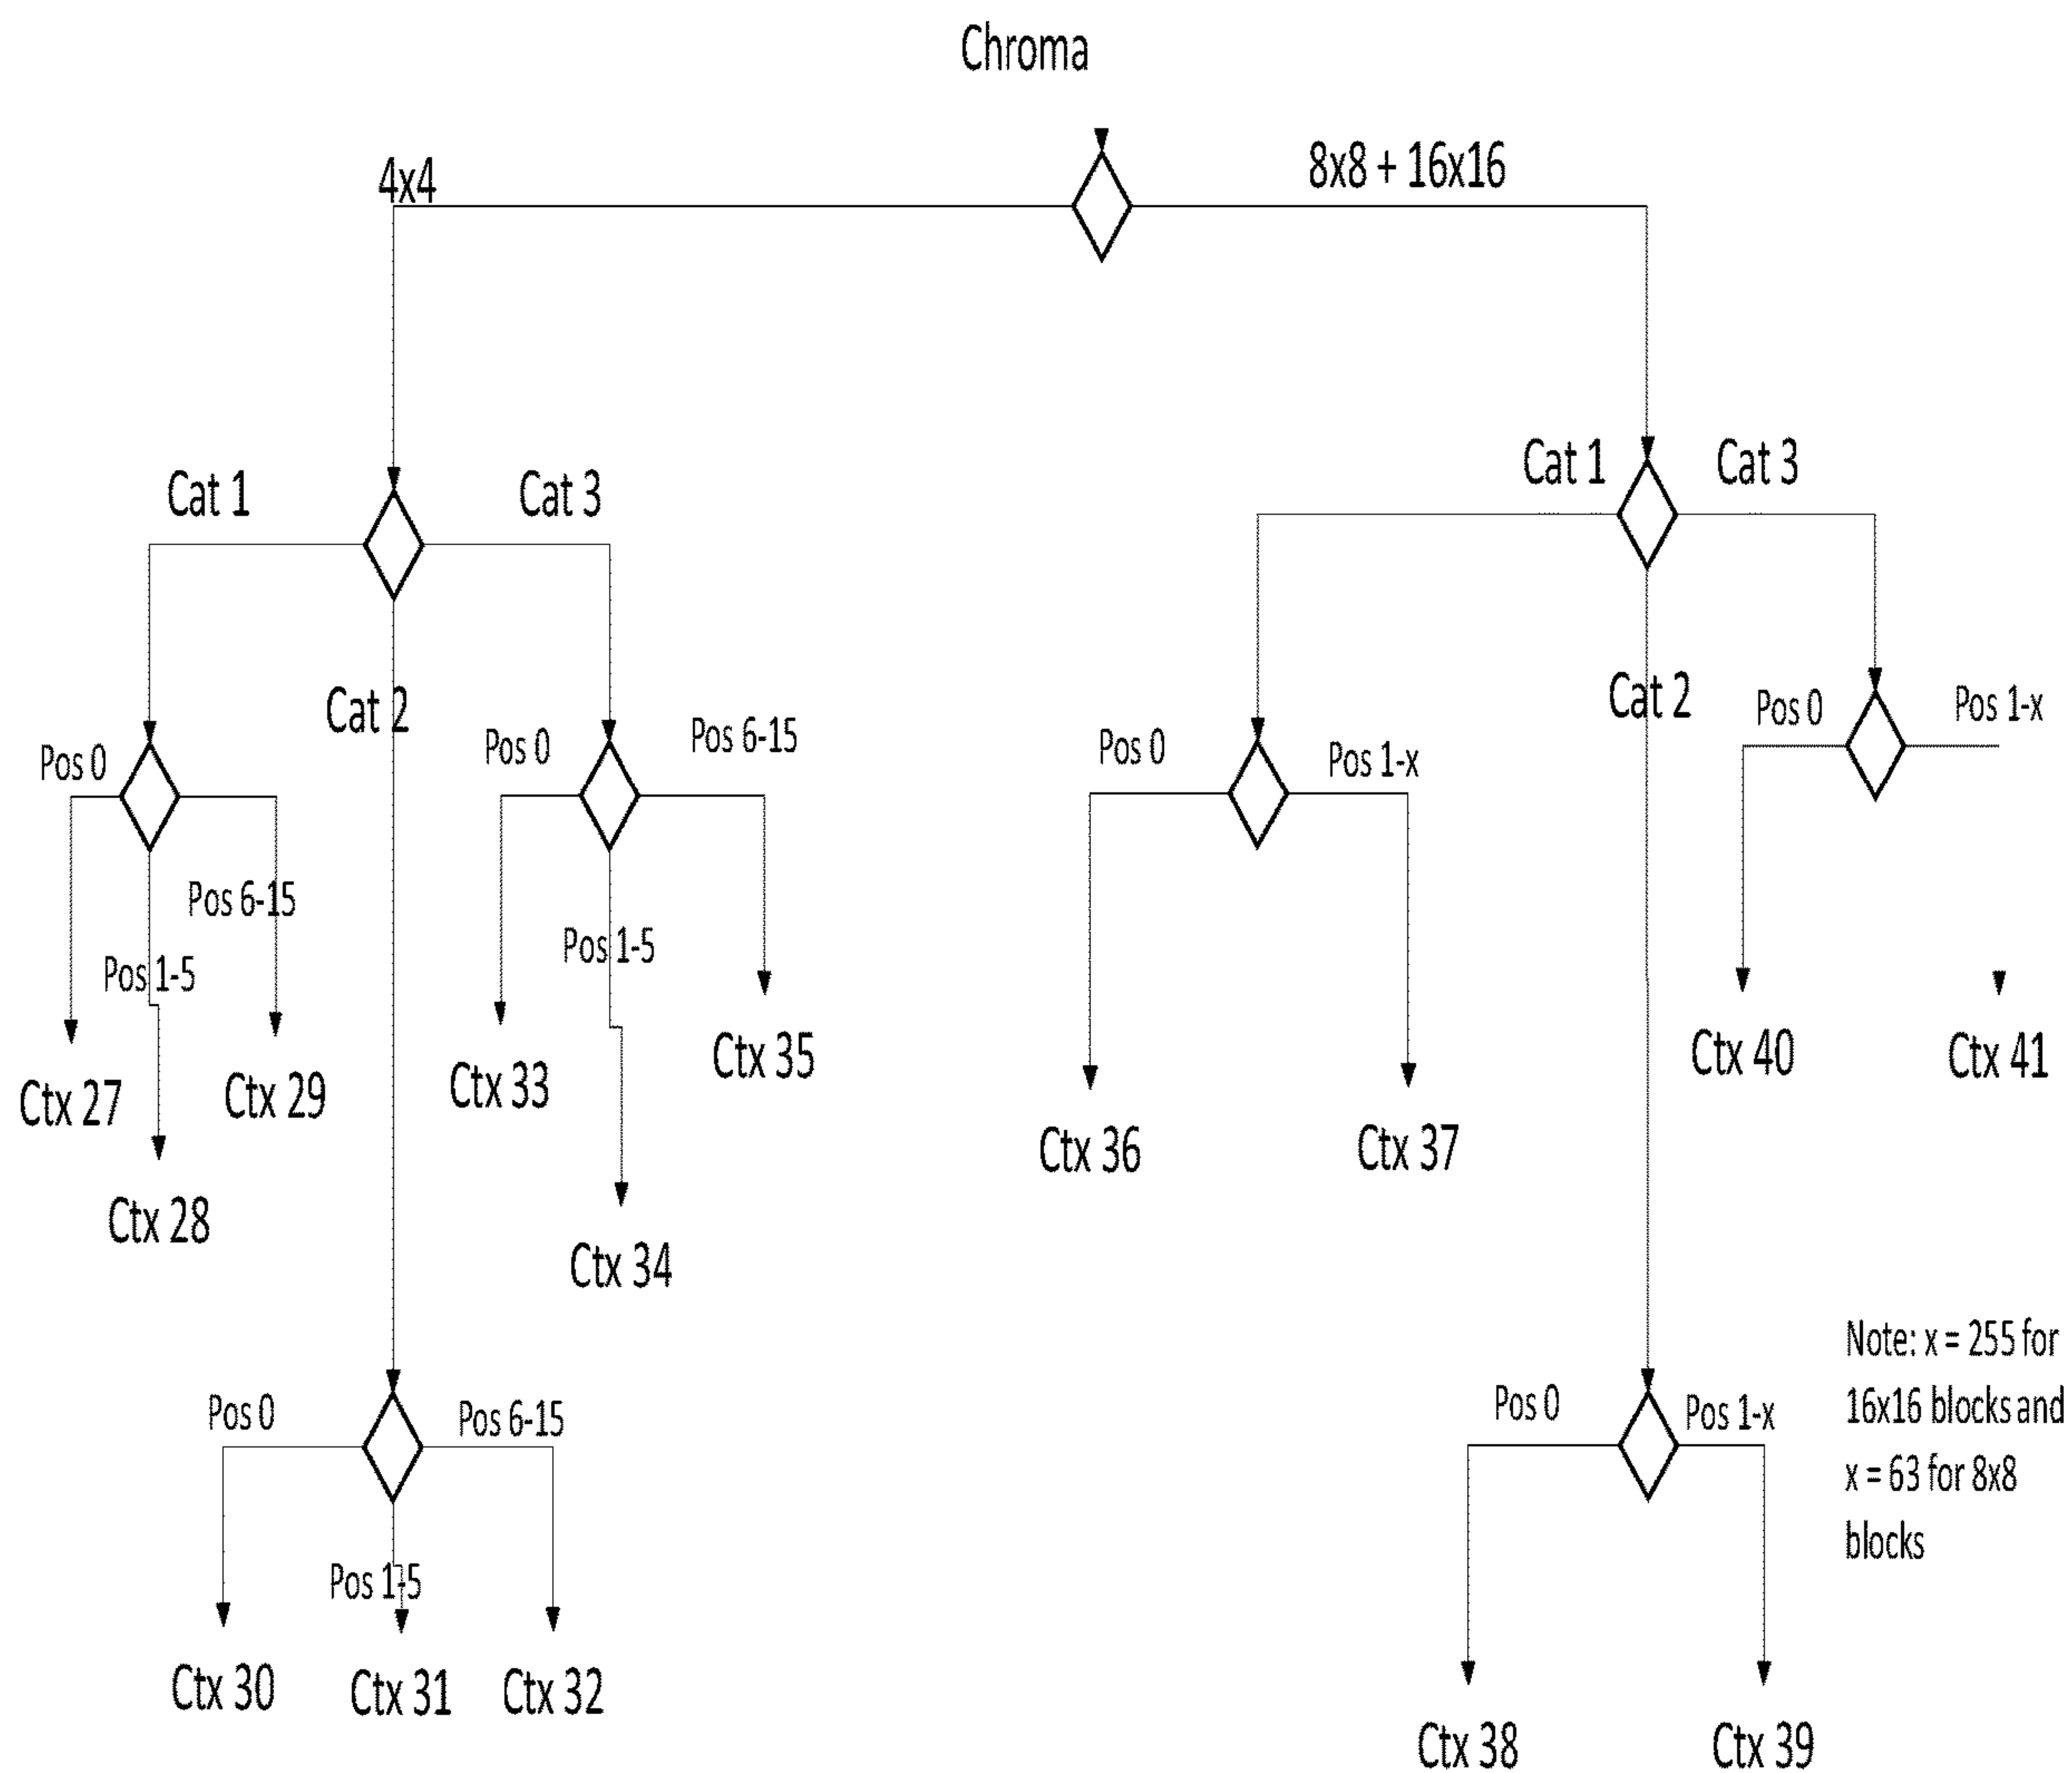 Chroma
4x4
8x8 + 16x16
Cat 1
Cat 3
Cat 1
Cat 3
Cat 2
Cat 2
Pos 0
Pos 0
Pos 6-15
Pos 0
Pos 1-x
Pos 0
Pos 1-x
Pos 6-15
Pos 1-5
Pos 1-5
Ctx 27
Ctx 29
Ctx 33
Ctx 35
Ctx 40
Ctx 41
Ctx 28
Ctx 34
Ctx 36
Ctx 37
Pos 0
Pos 6-15
Pos 1-5
Pos 0
Pos 1-x
Note: x = 255 for
16x16 blocks and
x = 63 for 8x8
blocks
Ctx 30
Ctx 31
Ctx 32
Ctx 38
Ctx 39